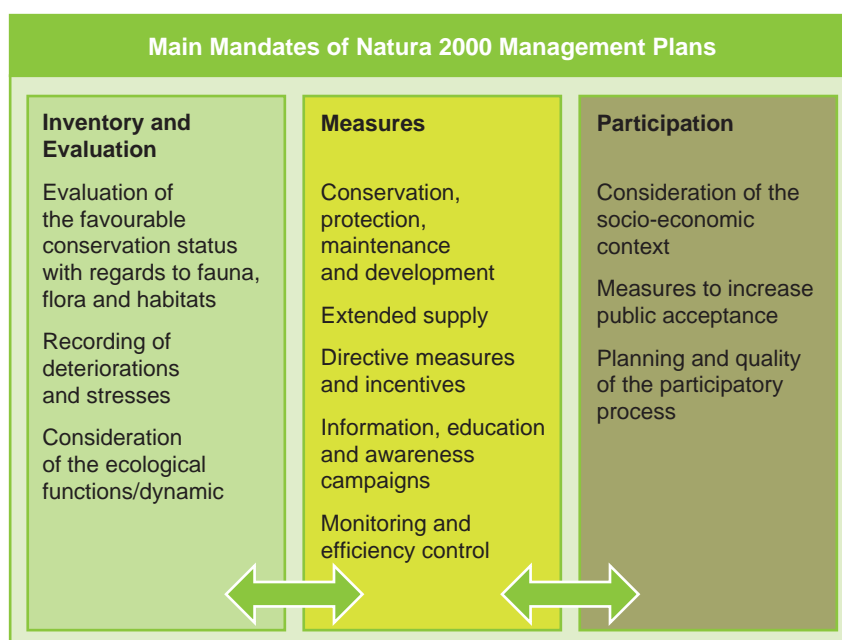 Main Mandates of Natura 2000 Management Plans
Inventory and
Evaluation
Evaluation of
the favourable
conservation status
with regards to fauna,
flora and habitats
Recording of
deteriorations
and stresses
Consideration
of the ecological
functions/dynamic
Measures
Conservation,
protection,
maintenance
and development
Extended supply
Directive measures
and incentives
Information, education
and awareness
campaigns
Monitoring and
efficiency control
Participation
Consideration of the
socio-economic
context
Measures to increase
public acceptance
Planning and quality
of the participatory
process